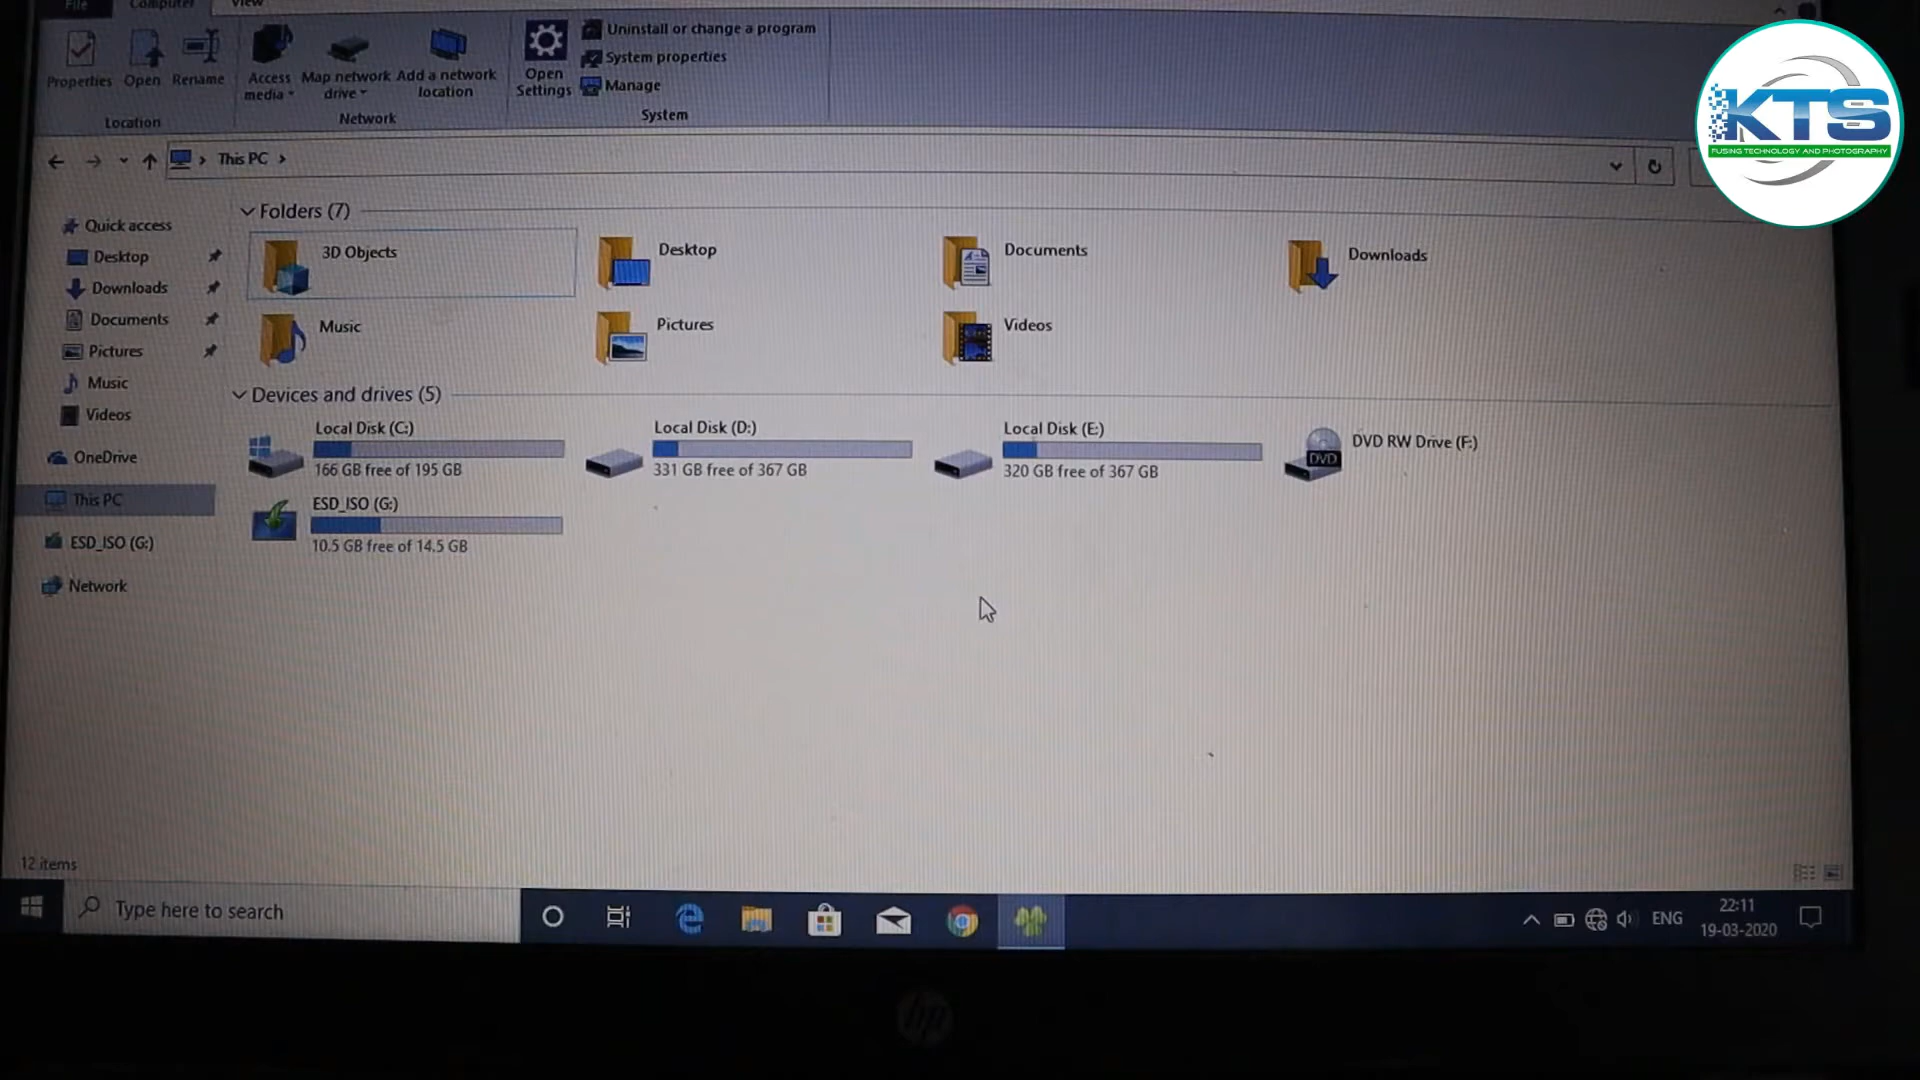 File Computer View
Properties Open Rename
Access media
Map network drive
Add a network location
Open Settings
Uninstall or change a program
System properties
Manage
Location Network System
This PC
Quick access
Desktop
Downloads
Documents
Pictures
Music
Videos
OneDrive
This PC
ESD_ISO (G:)
Network
Folders (7)
3D Objects
Desktop
Documents
Downloads
Music
Pictures
Videos
Devices and drives (5)
Local Disk (C:)
166 GB free of 195 GB
Local Disk (D:)
331 GB free of 367 GB
Local Disk (E:)
320 GB free of 367 GB
DVD RW Drive (F:)
DVD
ESD_ISO (G:)
10.5 GB free of 14.5 GB
12 items
Type here to search
ENG
22:11
19-03-2020
hp
KTS
FUSING TECHNOLOGY AND PHOTOGRAPHY